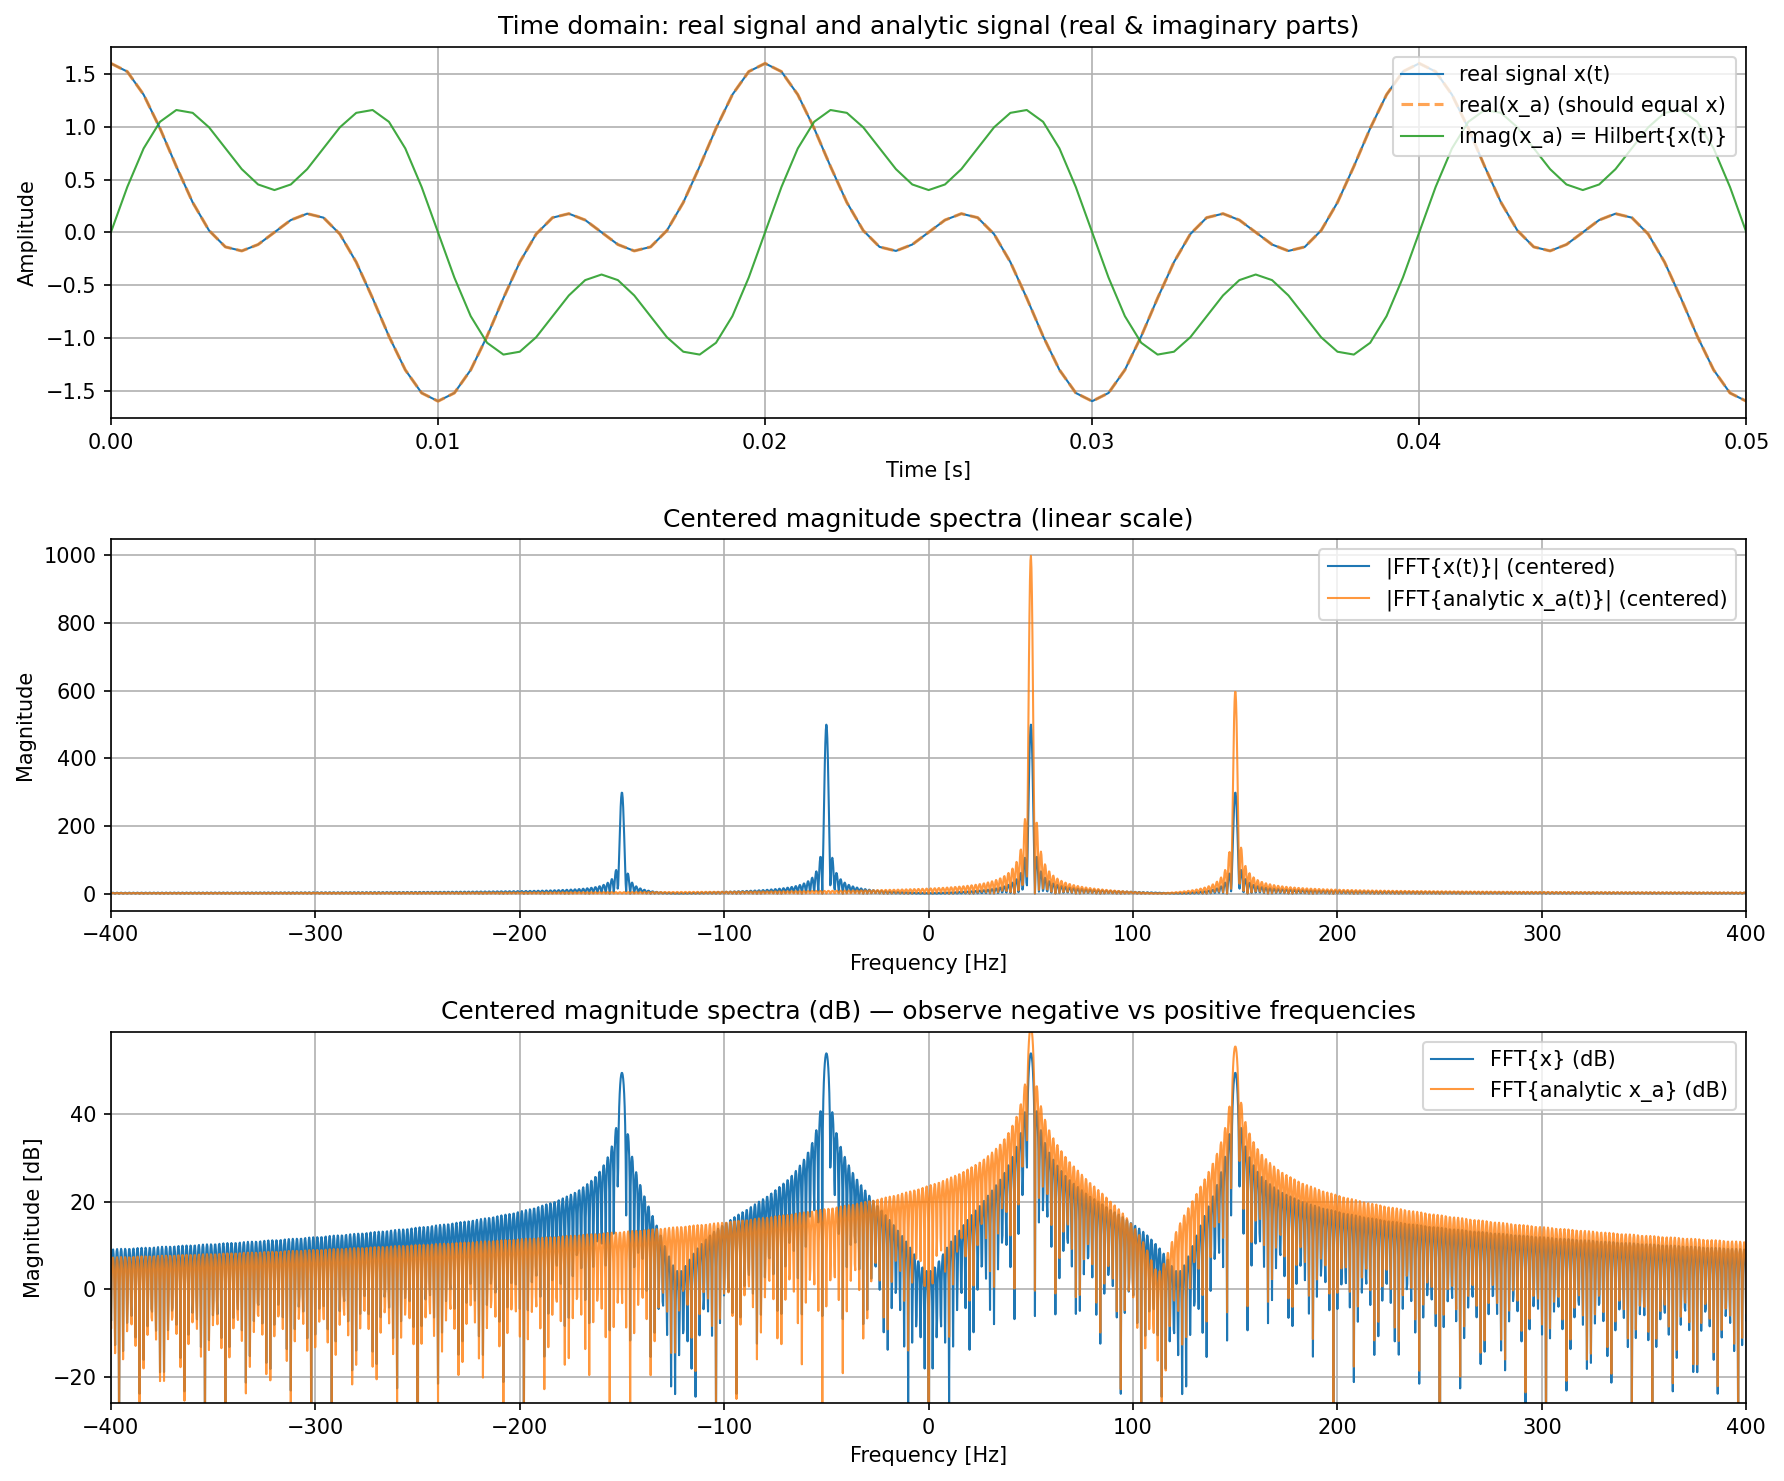 Time domain: real signal and analytic signal (real & imaginary parts)
real signal x(t)
real(x_a) (should equal x)
imag(x_a) = Hilbert{x(t)}
Amplitude
1.5
1.0
0.5
0.0
−0.5
−1.0
−1.5
0.00 0.01 0.02 0.03 0.04 0.05
Time [s]
Centered magnitude spectra (linear scale)
|FFT{x(t)}| (centered)
|FFT{analytic x_a(t)}| (centered)
Magnitude
1000
800
600
400
200
0
−400 −300 −200 −100 0 100 200 300 400
Frequency [Hz]
Centered magnitude spectra (dB) — observe negative vs positive frequencies
FFT{x} (dB)
FFT{analytic x_a} (dB)
Magnitude [dB]
40
20
0
−20
−400 −300 −200 −100 0 100 200 300 400
Frequency [Hz]